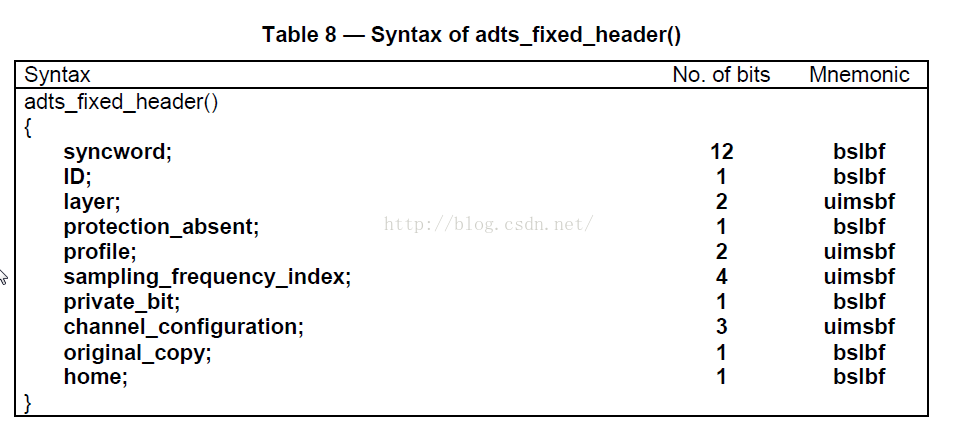 Table 8 — Syntax of adts_fixed_header()
Syntax No. of bits Mnemonic
adts_fixed_header()
{
syncword; 12 bslbf
ID; 1 bslbf
layer; 2 uimsbf
protection_absent; 1 bslbf
http://blog.csdn.net/
profile; 2 uimsbf
sampling_frequency_index; 4 uimsbf
private_bit; 1 bslbf
channel_configuration; 3 uimsbf
original_copy; 1 bslbf
home; 1 bslbf
}